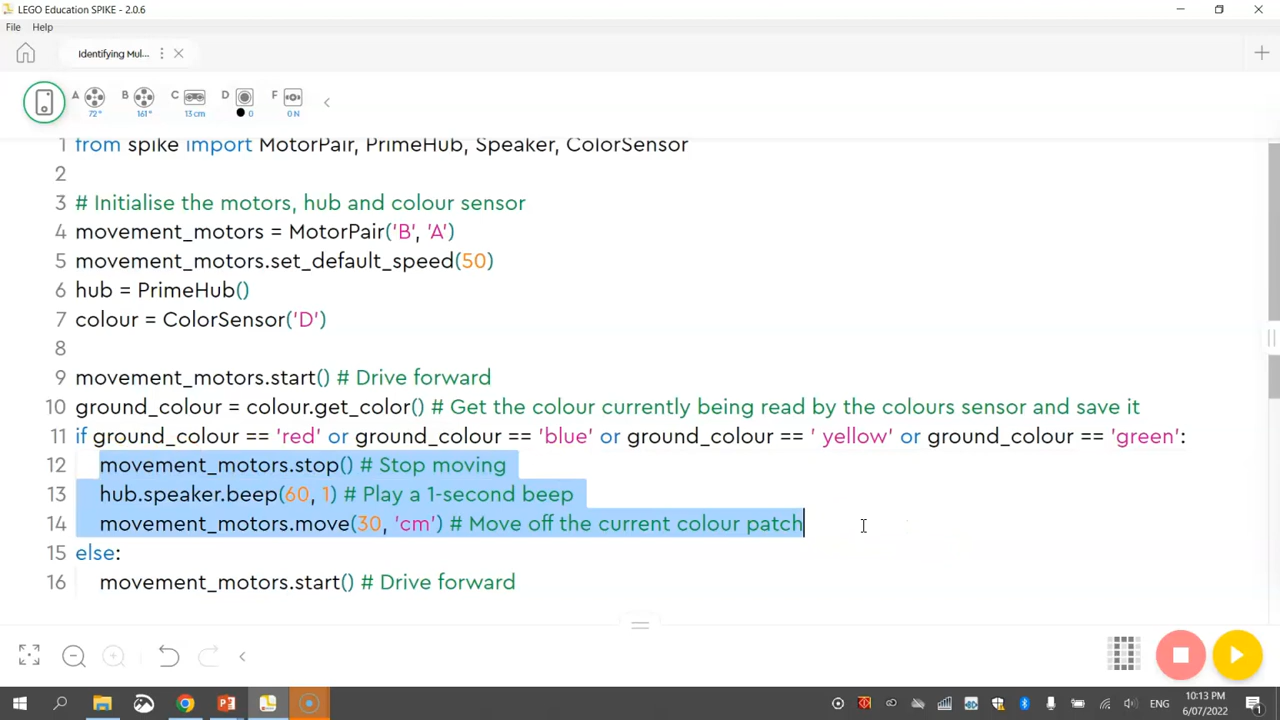 LEGO Education SPIKE - 2.0.6
File Help
Identifying Mul...
A B C D F
72° 161° 13 cm 0 0 N
1 from spike import MotorPair, PrimeHub, Speaker, ColorSensor
2
3 # Initialise the motors, hub and colour sensor
4 movement_motors = MotorPair('B', 'A')
5 movement_motors.set_default_speed(50)
6 hub = PrimeHub()
7 colour = ColorSensor('D')
8
9 movement_motors.start() # Drive forward
10 ground_colour = colour.get_color() # Get the colour currently being read by the colours sensor and save it
11 if ground_colour == 'red' or ground_colour == 'blue' or ground_colour == ' yellow' or ground_colour == 'green':
12 movement_motors.stop() # Stop moving
13 hub.speaker.beep(60, 1) # Play a 1-second beep
14 movement_motors.move(30, 'cm') # Move off the current colour patch
15 else:
16 movement_motors.start() # Drive forward
ENG
10:13 PM
6/07/2022
1